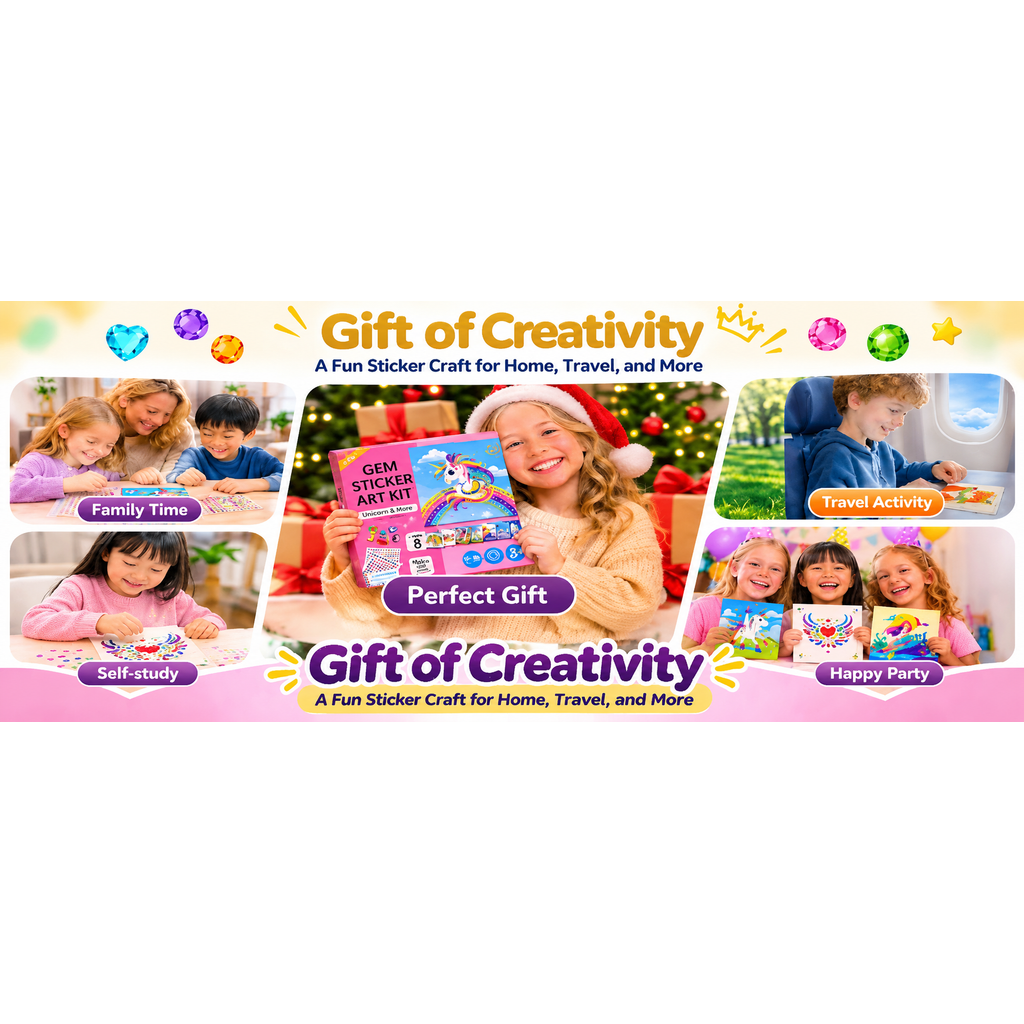 Gift of Creativity
A Fun Sticker Craft for Home, Travel, and More
GEM
STICKER
ART KIT
Unicorn & More
8
3+
Family Time
Travel Activity
Perfect Gift
Self-study
Happy Party
Gift of Creativity
A Fun Sticker Craft for Home, Travel, and More